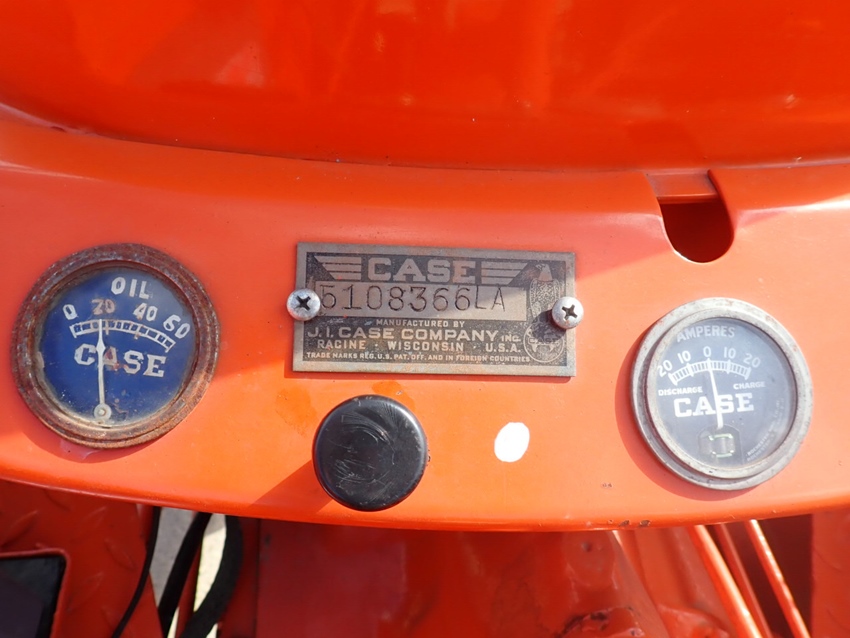 OIL
0 20 40 60
CASE
CASE
5108366LA
MANUFACTURED BY
J. I. CASE COMPANY INC.
RACINE · WISCONSIN · U.S.A.
TRADE MARKS REG. U.S. PAT. OFF. AND IN FOREIGN COUNTRIES
AMPERES
20 10 0 10 20
DISCHARGE CHARGE
CASE